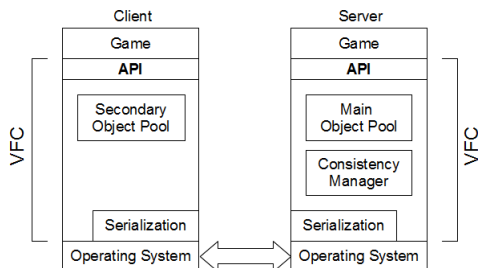 Client
Game
API
Secondary
Object Pool
Serialization
Operating System
VFC
Server
Game
API
Main
Object Pool
Consistency
Manager
Serialization
Operating System
VFC